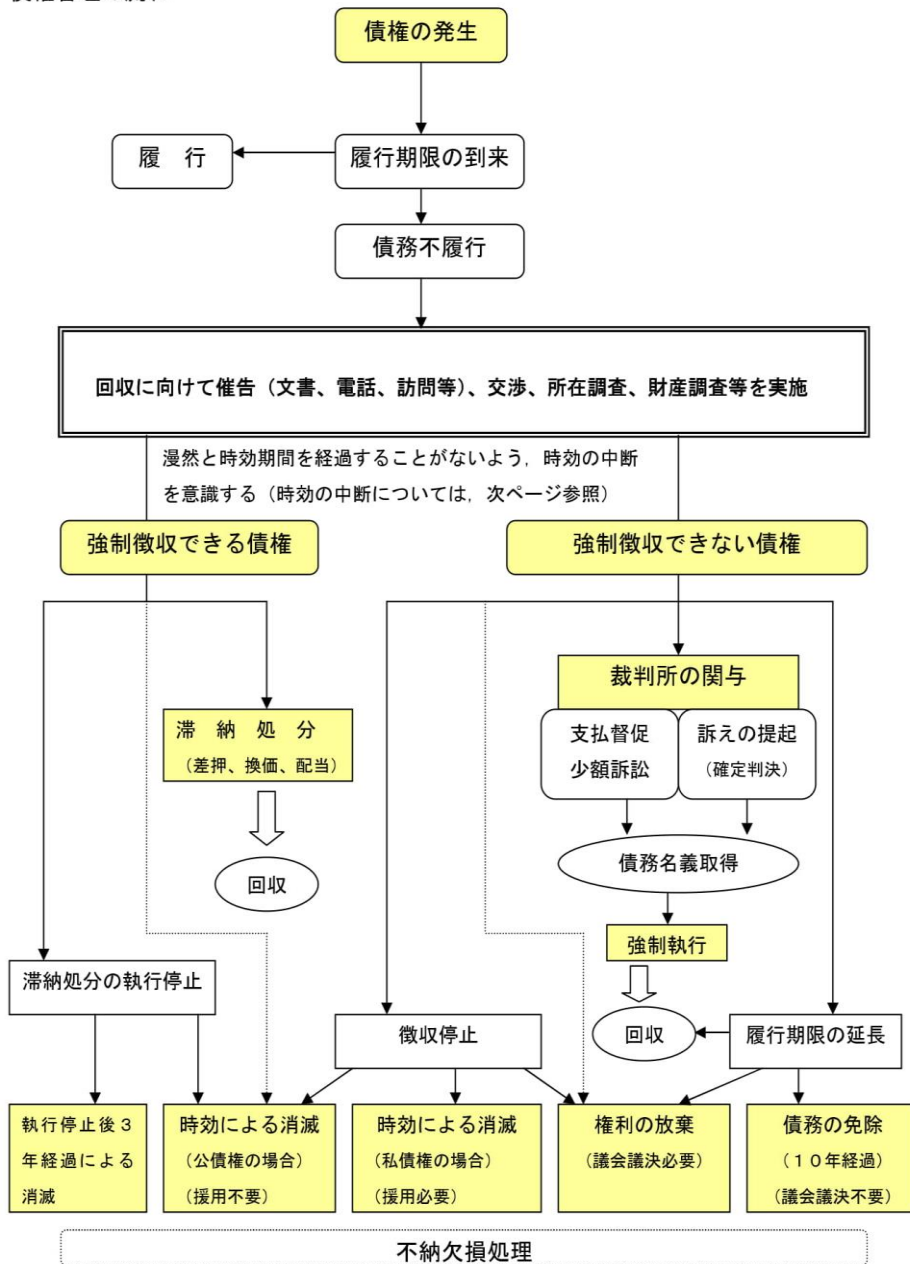 債権の発生
履　行
履行期限の到来
債務不履行
回収に向けて催告（文書、電話、訪問等）、交渉、所在調査、財産調査等を実施
漫然と時効期間を経過することがないよう，時効の中断
を意識する（時効の中断については，次ページ参照）
強制徴収できる債権
強制徴収できない債権
裁判所の関与
滞　納　処　分
（差押、換価、配当）
支払督促
少額訴訟
訴えの提起
（確定判決）
回収
債務名義取得
強制執行
滞納処分の執行停止
徴収停止
回収
履行期限の延長
執行停止後３
年経過による
消滅
時効による消滅
（公債権の場合）
（援用不要）
時効による消滅
（私債権の場合）
（援用必要）
権利の放棄
（議会議決必要）
債務の免除
（１０年経過）
（議会議決不要）
不納欠損処理